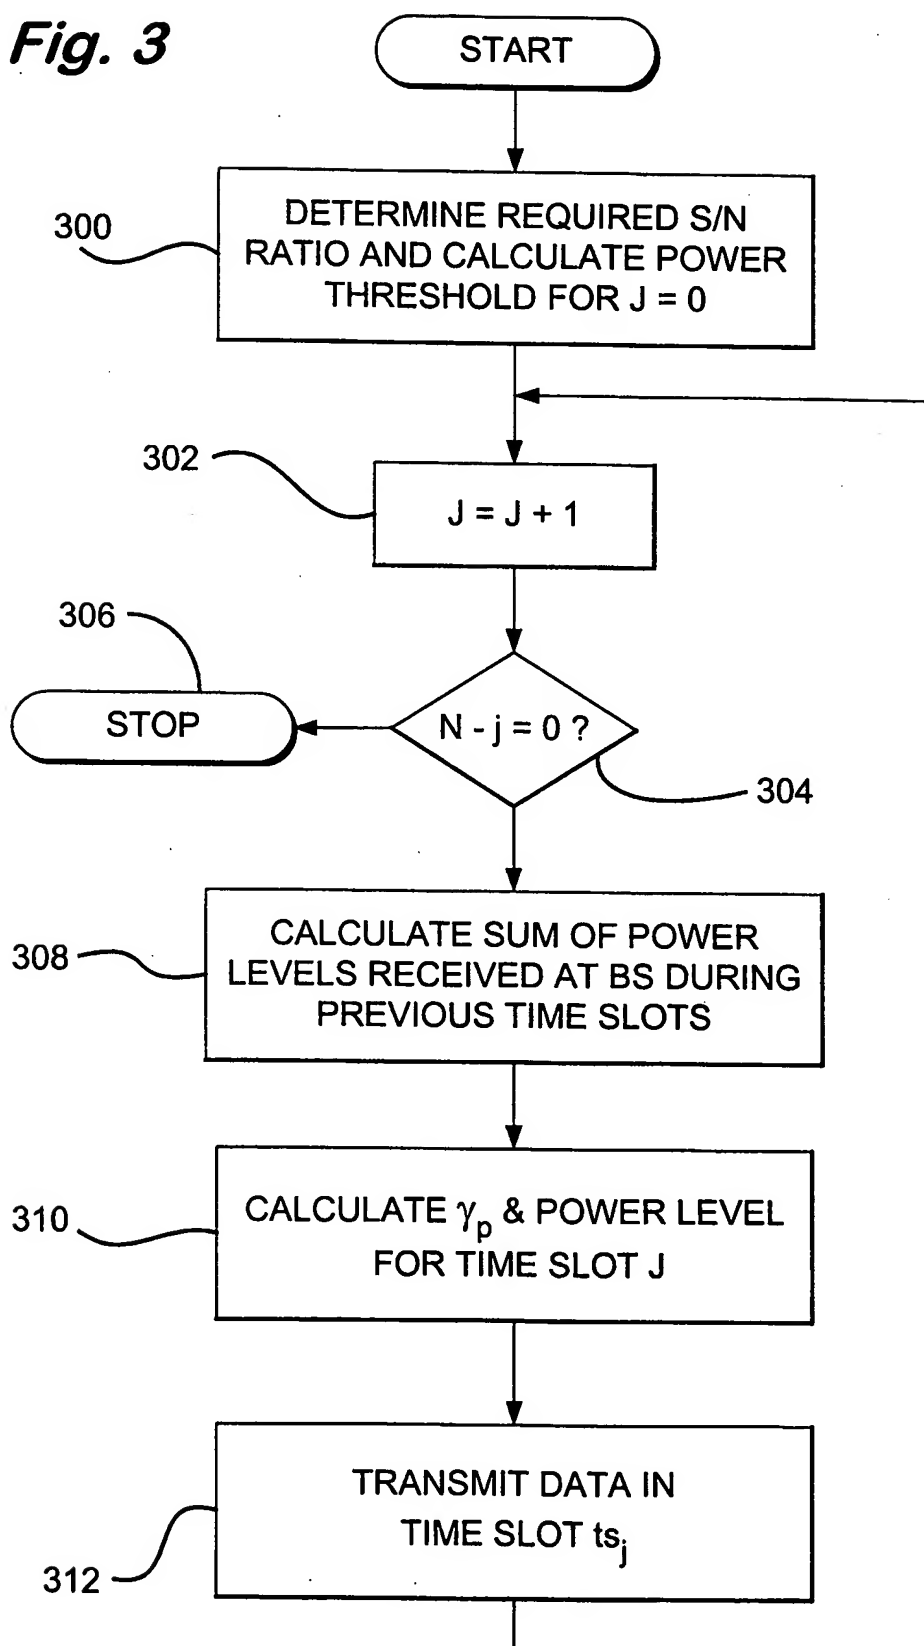 Fig. 3
START
300
DETERMINE REQUIRED S/N
RATIO AND CALCULATE POWER
THRESHOLD FOR J = 0
302
J = J + 1
306
STOP
N - j = 0 ?
304
308
CALCULATE SUM OF POWER
LEVELS RECEIVED AT BS DURING
PREVIOUS TIME SLOTS
310
CALCULATE γp & POWER LEVEL
FOR TIME SLOT J
TRANSMIT DATA IN
TIME SLOT tsj
312